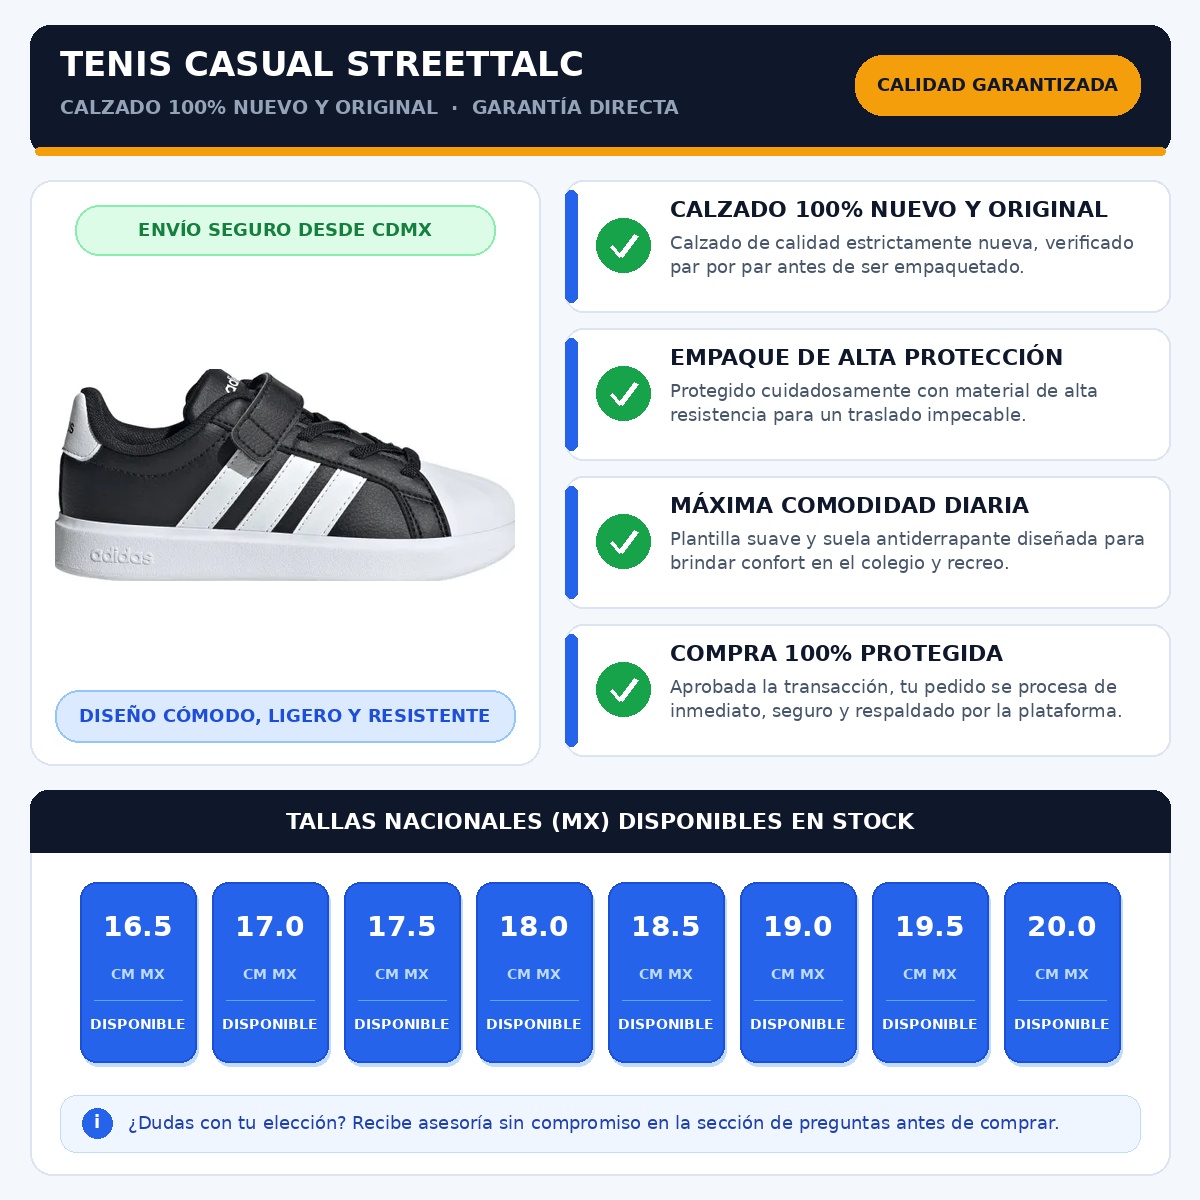 TENIS CASUAL STREETTALC
CALZADO 100% NUEVO Y ORIGINAL · GARANTÍA DIRECTA
CALIDAD GARANTIZADA
ENVÍO SEGURO DESDE CDMX
adidas
DISEÑO CÓMODO, LIGERO Y RESISTENTE
CALZADO 100% NUEVO Y ORIGINAL
Calzado de calidad estrictamente nueva, verificado
par por par antes de ser empaquetado.
EMPAQUE DE ALTA PROTECCIÓN
Protegido cuidadosamente con material de alta
resistencia para un traslado impecable.
MÁXIMA COMODIDAD DIARIA
Plantilla suave y suela antiderrapante diseñada para
brindar confort en el colegio y recreo.
COMPRA 100% PROTEGIDA
Aprobada la transacción, tu pedido se procesa de
inmediato, seguro y respaldado por la plataforma.
TALLAS NACIONALES (MX) DISPONIBLES EN STOCK
16.5 17.0 17.5 18.0 18.5 19.0 19.5 20.0
CM MX CM MX CM MX CM MX CM MX CM MX CM MX CM MX
DISPONIBLE DISPONIBLE DISPONIBLE DISPONIBLE DISPONIBLE DISPONIBLE DISPONIBLE DISPONIBLE
i ¿Dudas con tu elección? Recibe asesoría sin compromiso en la sección de preguntas antes de comprar.